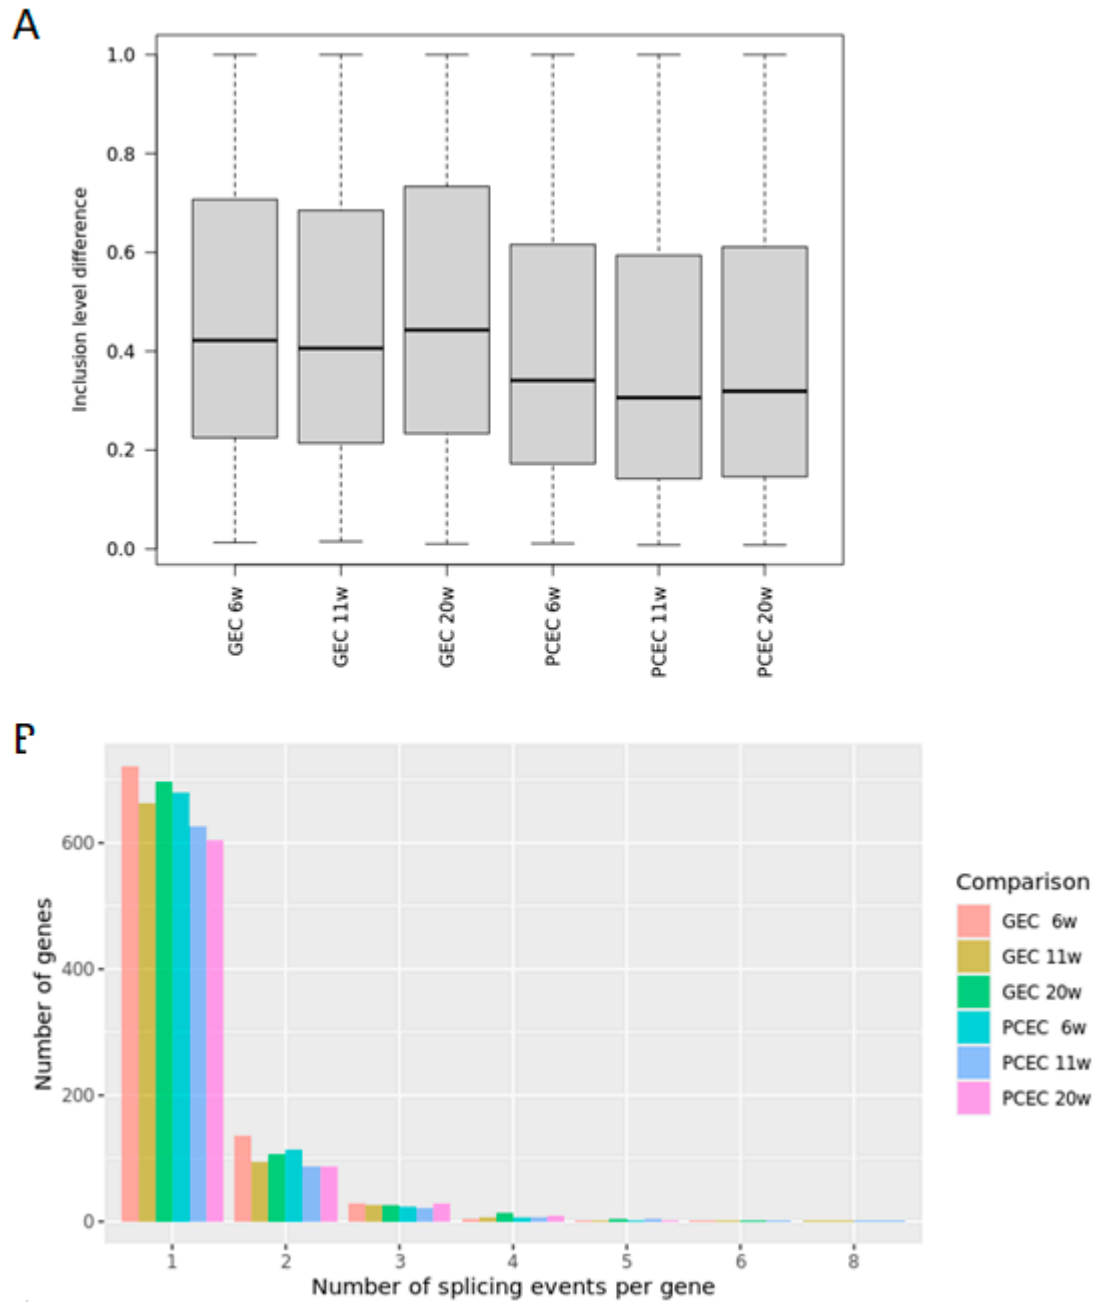 A
1.0
0.8
0.6
0.4
0.2
0.0
Inclusion level difference
GEC 6w
GEC 11w
GEC 20w
PCEC 6w
PCEC 11w
PCEC 20w
600
400
200
0
Number of genes
1 2 3 4 5 6 8
Number of splicing events per gene
Comparison
GEC 6w
GEC 11w
GEC 20w
PCEC 6w
PCEC 11w
PCEC 20w